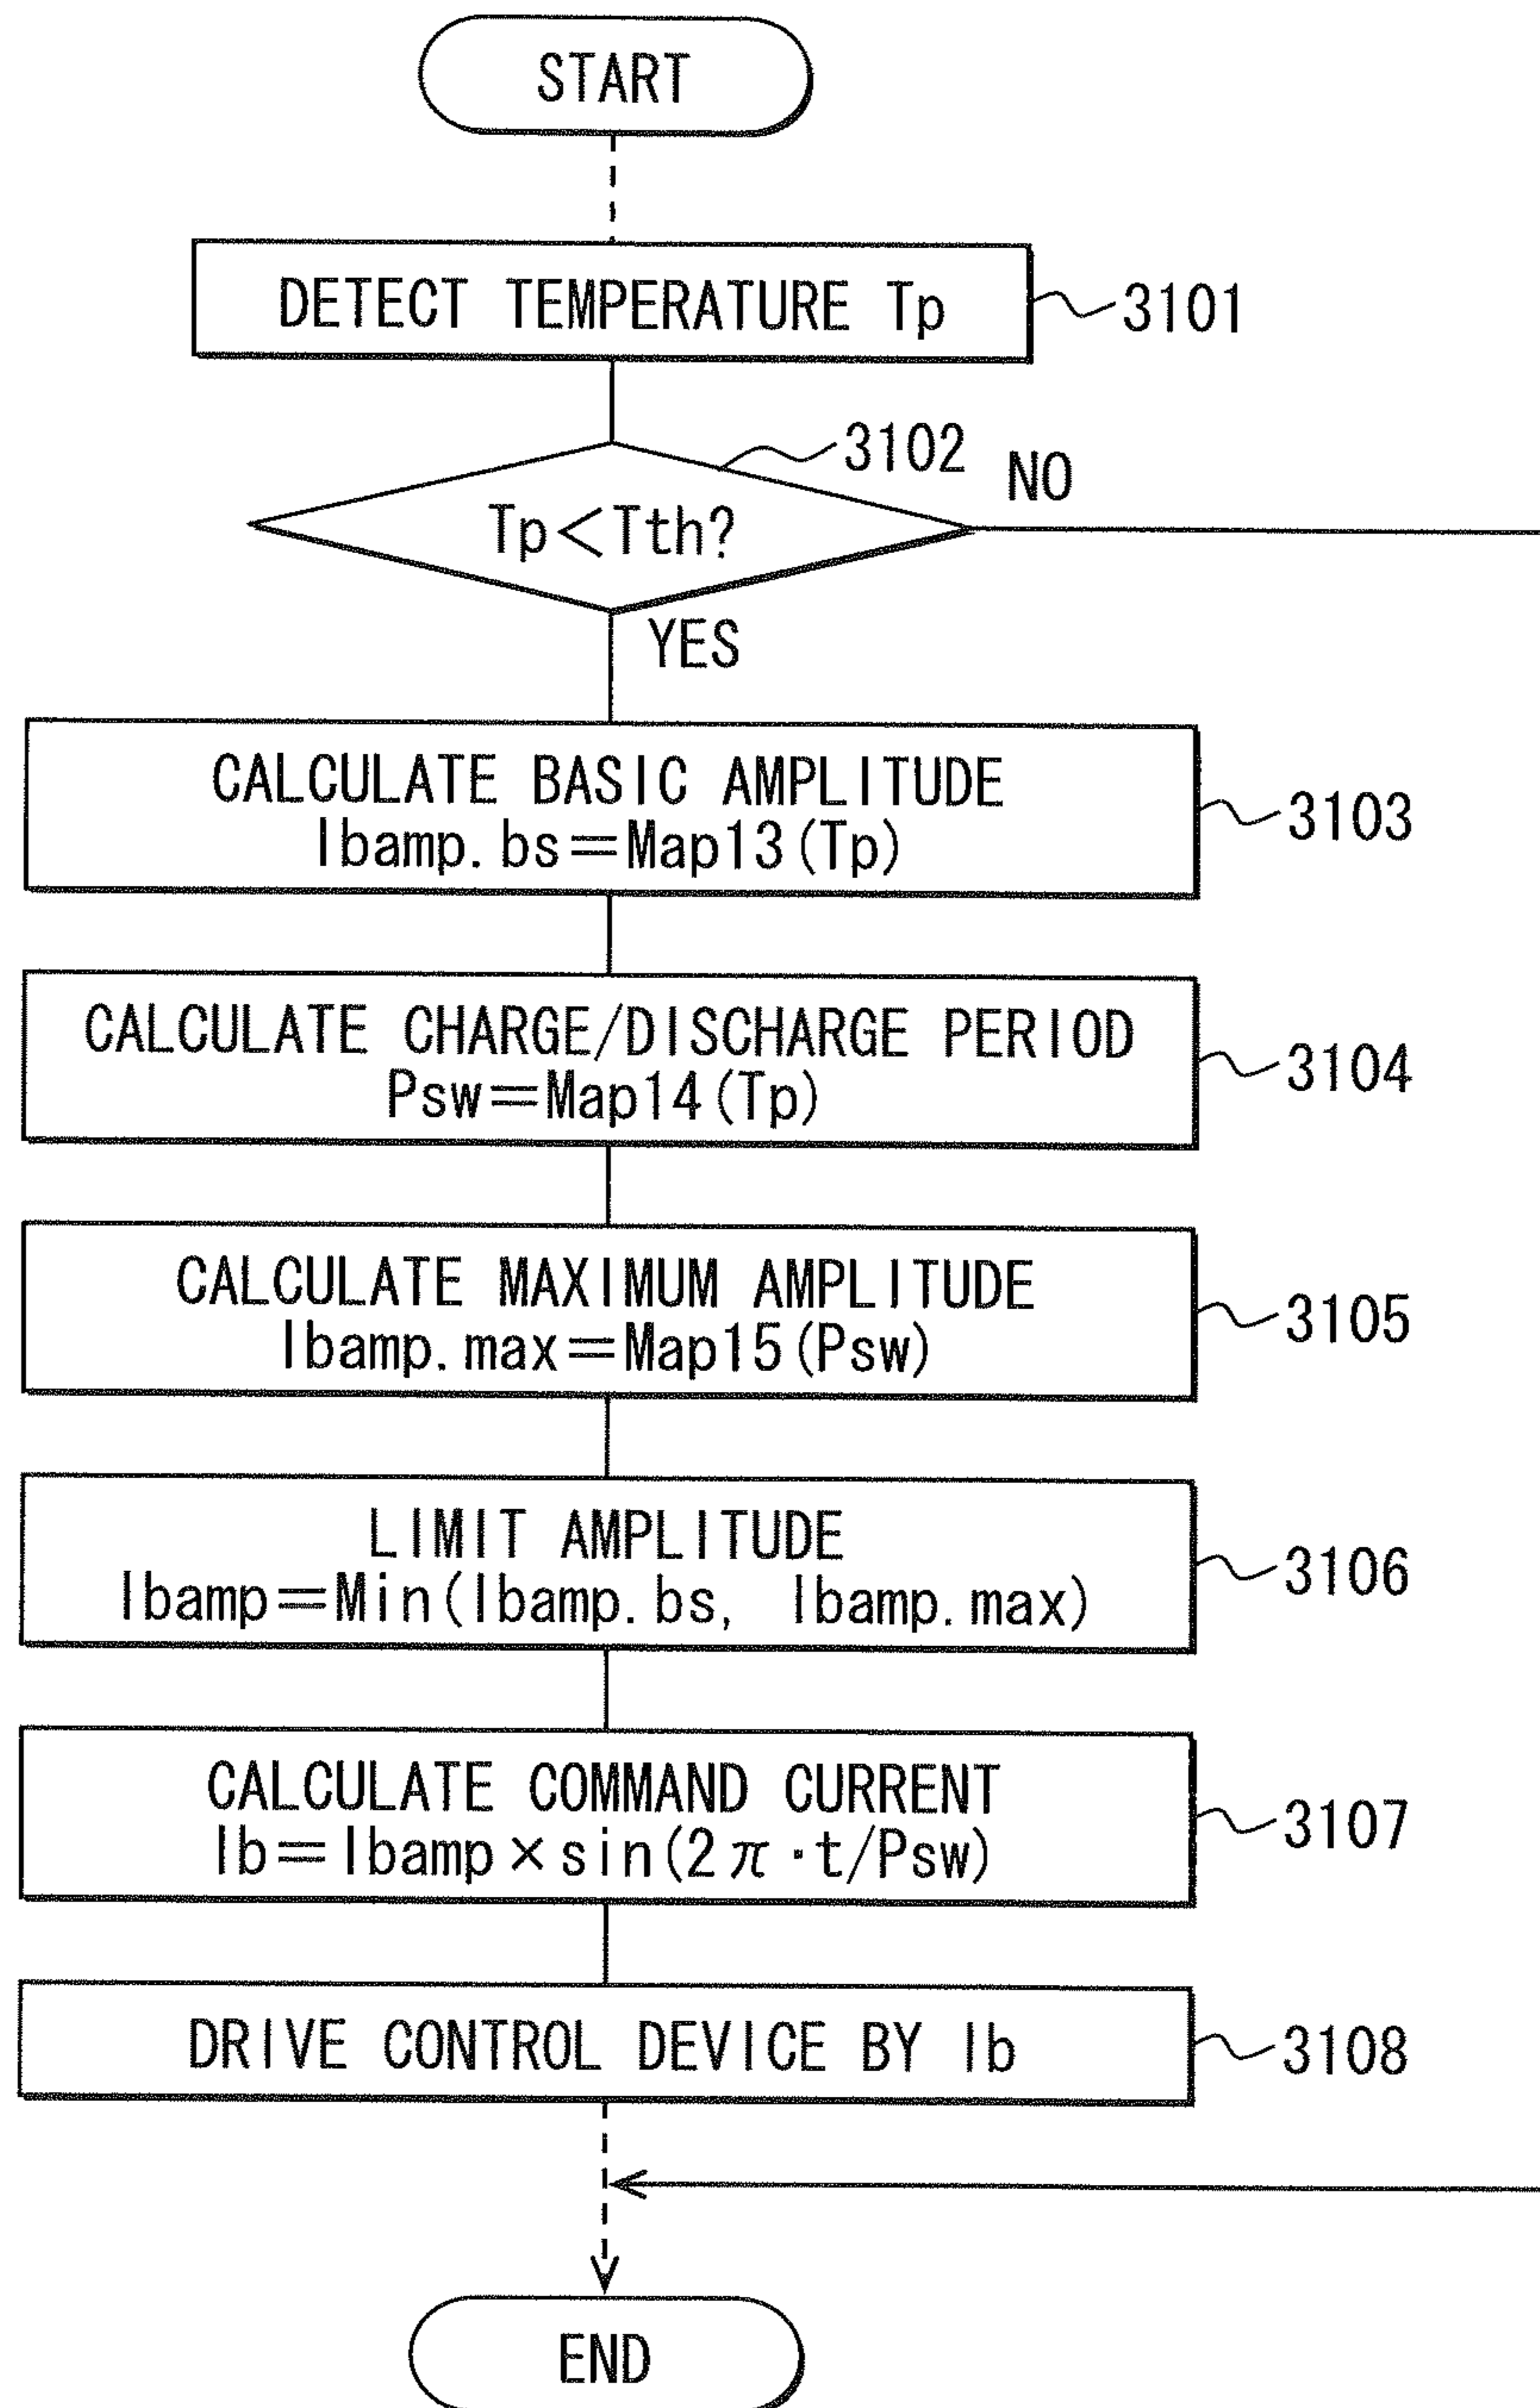 START
DETECT TEMPERATURE Tp
3101
3102
NO
Tp<Tth?
YES
CALCULATE BASIC AMPLITUDE
Ibamp.bs=Map13(Tp)
3103
CALCULATE CHARGE/DISCHARGE PERIOD
Psw=Map14(Tp)
3104
CALCULATE MAXIMUM AMPLITUDE
Ibamp.max=Map15(Psw)
3105
LIMIT AMPLITUDE
Ibamp=Min(Ibamp.bs, Ibamp.max)
3106
CALCULATE COMMAND CURRENT
Ib=Ibamp×sin(2π·t/Psw)
3107
DRIVE CONTROL DEVICE BY Ib
3108
END